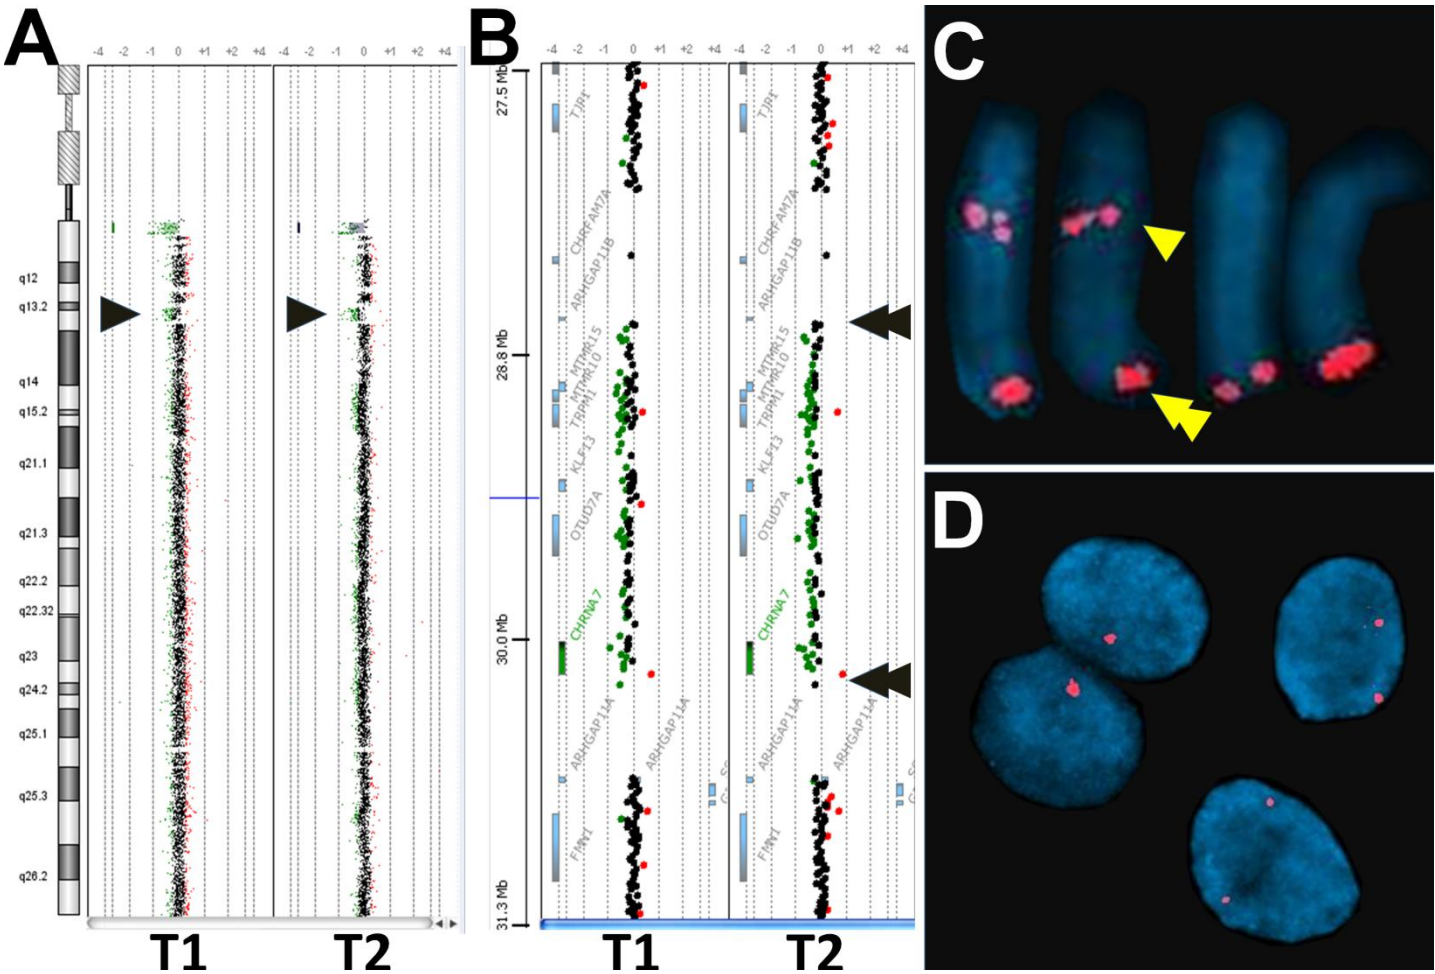 A
-4 -2 -1 0 +1 +2 +4
-4 -2 -1 0 +1 +2 +4
q12
q13.2
q14
q15.2
q21.1
q21.3
q22.2
q22.32
q23
q24.2
q25.1
q25.3
q26.2
T1
T2
B
-4 -2 -1 0 +1 +2 +4
-4 -2 -1 0 +1 +2 +4
27.5 Mb
28.8 Mb
30.0 Mb
31.3 Mb
TJP1
CHRFAM7A
ARHGAP11B
MTMR15
MTMR10
TRPM1
KLF13
OTUD7A
CHRNA7
ARHGAP11A
ARHGAP11A
FMN1
TJP1
CHRFAM7A
ARHGAP11B
MTMR15
MTMR10
TRPM1
KLF13
OTUD7A
CHRNA7
ARHGAP11A
ARHGAP11A
FMN1
T1
T2
C
D